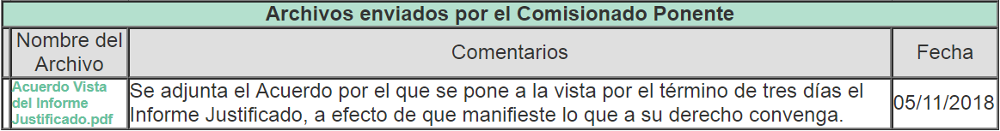 Archivos enviados por el Comisionado Ponente
Nombre del
Archivo
Comentarios
Fecha
Acuerdo Vista
del Informe
Justificado.pdf
Se adjunta el Acuerdo por el que se pone a la vista por el término de tres días el
Informe Justificado, a efecto de que manifieste lo que a su derecho convenga.
05/11/2018